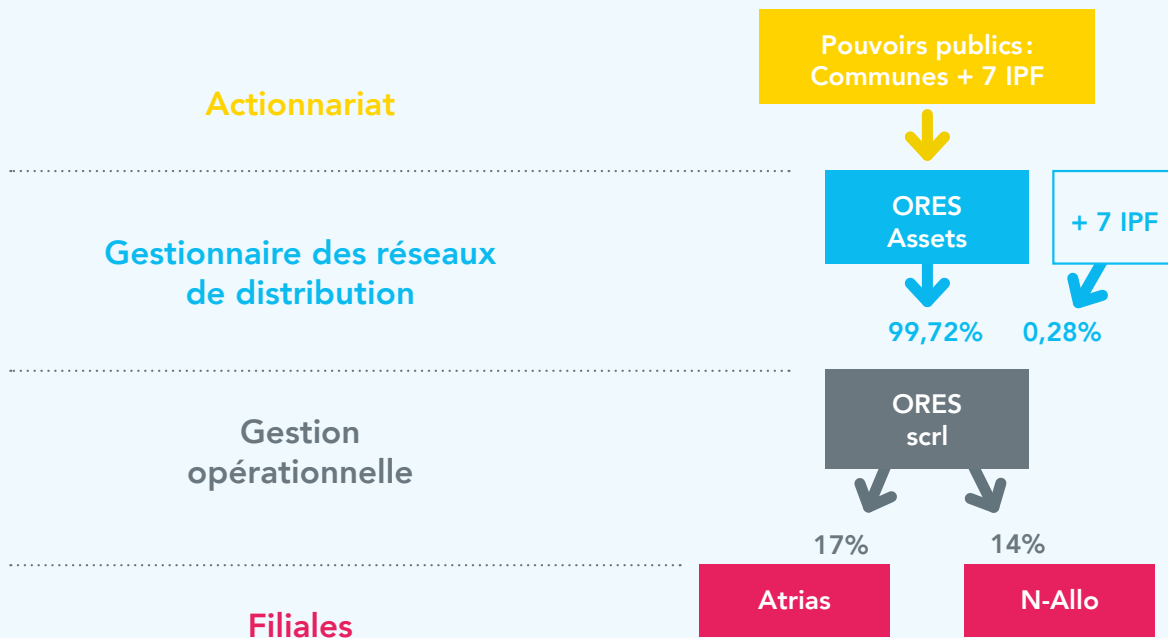 Pouvoirs publics :
Communes + 7 IPF
Actionnariat
ORES
Assets
+ 7 IPF
Gestionnaire des réseaux
de distribution
99,72% 0,28%
ORES
scrl
Gestion
opérationnelle
17% 14%
Atrias
N-Allo
Filiales